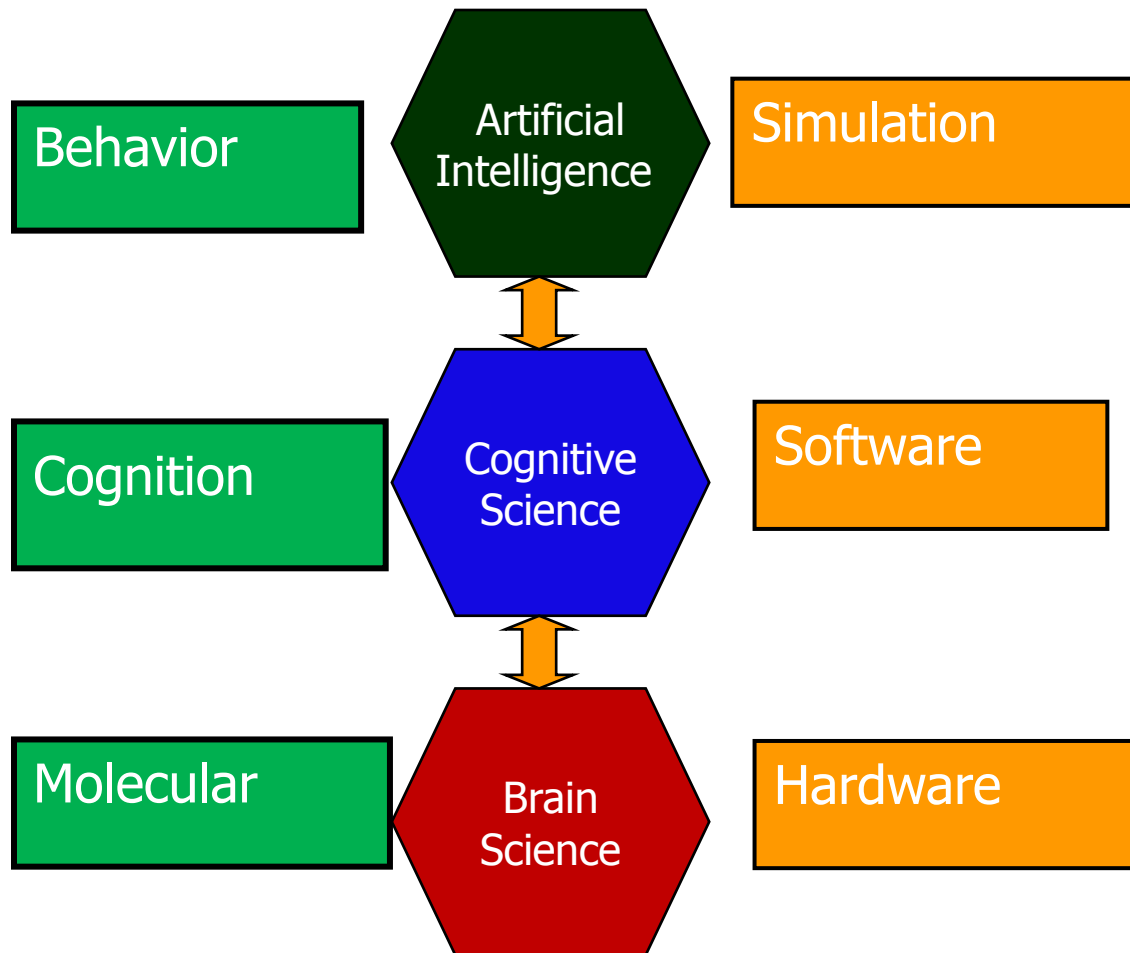 Behavior
Artificial
Intelligence
Simulation
Cognition
Cognitive
Science
Software
Molecular
Brain
Science
Hardware